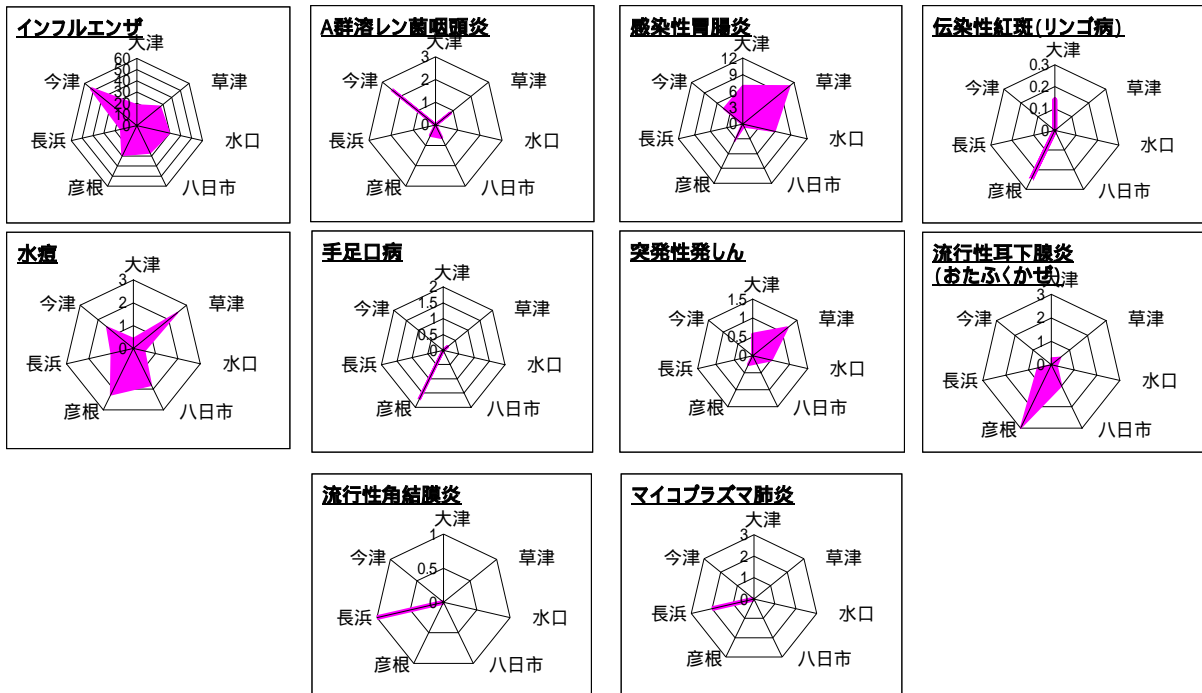 インフルエンザ
大津
60
50
40
30
20
10
0
草津
水口
八日市
彦根
長浜
今津
A群溶レン菌咽頭炎
大津
3
2
1
0
草津
水口
八日市
彦根
長浜
今津
感染性胃腸炎
大津
12
9
6
3
0
草津
水口
八日市
彦根
長浜
今津
伝染性紅斑(リンゴ病)
大津
0.3
0.2
0.1
0
草津
水口
八日市
彦根
長浜
今津
水痘
大津
3
2
1
0
草津
水口
八日市
彦根
長浜
今津
手足口病
大津
2
1.5
1
0.5
0
草津
水口
八日市
彦根
長浜
今津
突発性発しん
大津
1.5
1
0.5
0
草津
水口
八日市
彦根
長浜
今津
流行性耳下腺炎
(おたふくかぜ)
大津
3
2
1
0
草津
水口
八日市
彦根
長浜
今津
流行性角結膜炎
大津
1
0.5
0
草津
水口
八日市
彦根
長浜
今津
マイコプラズマ肺炎
大津
3
2
1
0
草津
水口
八日市
彦根
長浜
今津